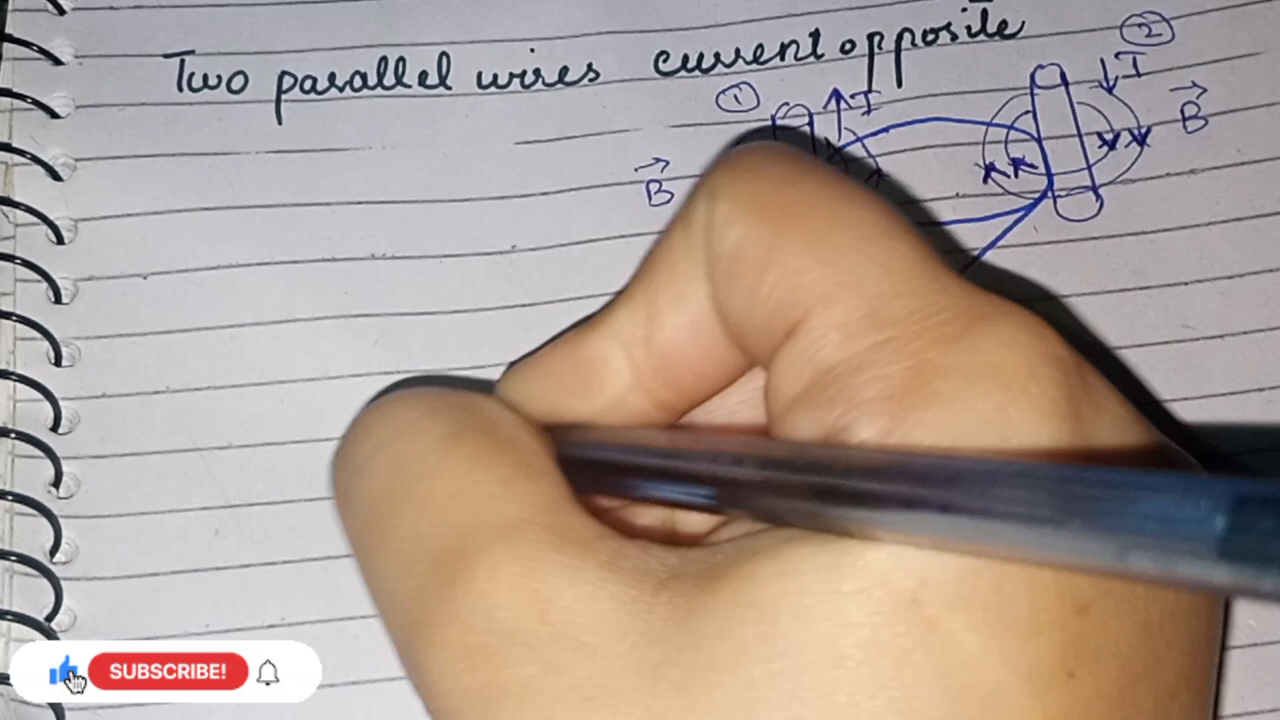 Two parallel wires current opposite
① ↑ I
② ↓ I
B⃗
B⃗
SUBSCRIBE!